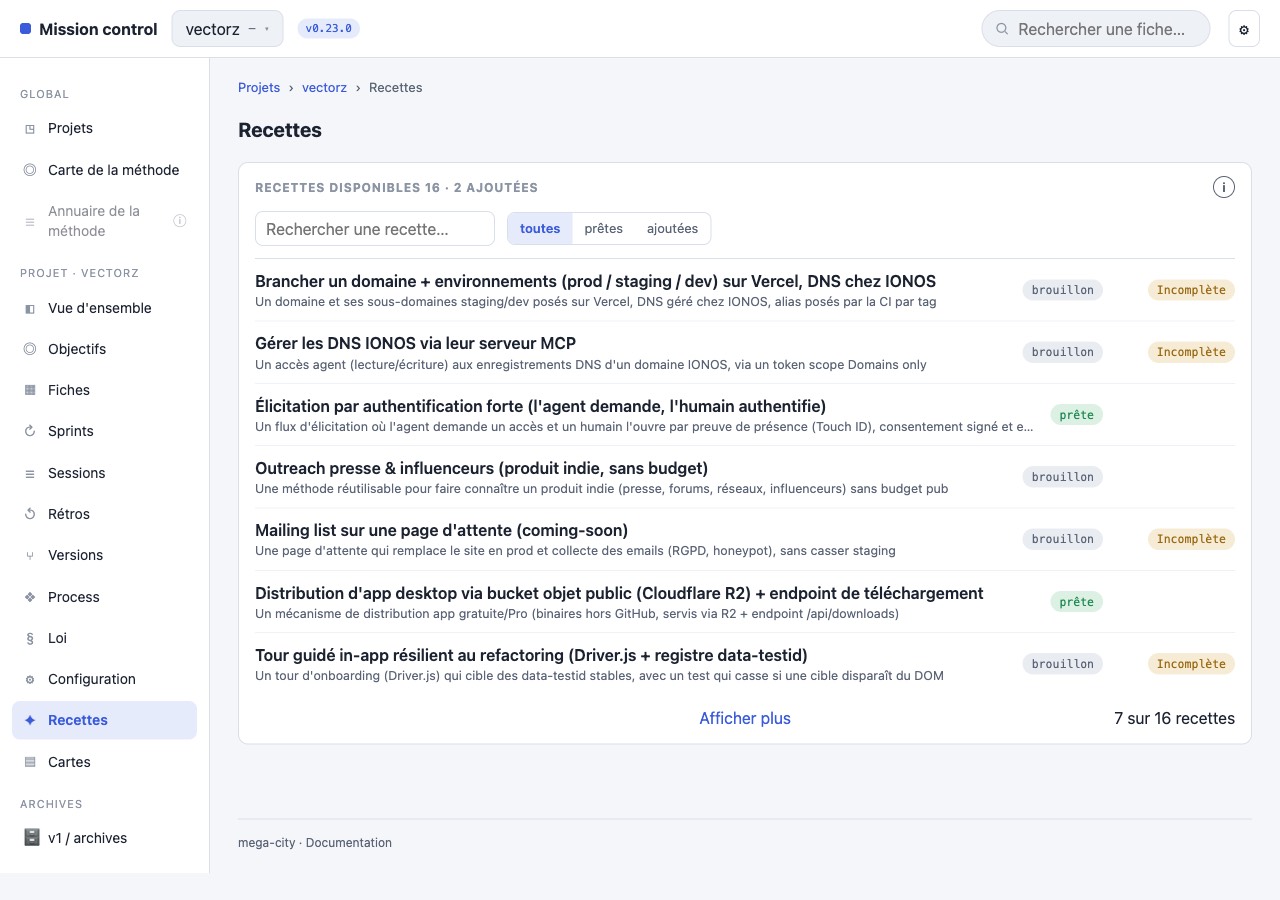 Mission control
vectorz –
v0.23.0
Rechercher une fiche...
GLOBAL
Projets
Carte de la méthode
Annuaire de la
méthode
PROJET · VECTORZ
Vue d'ensemble
Objectifs
Fiches
Sprints
Sessions
Rétros
Versions
Process
§ Loi
Configuration
Recettes
Cartes
ARCHIVES
v1 / archives
Projets › vectorz › Recettes
Recettes
RECETTES DISPONIBLES 16 · 2 AJOUTÉES
i
Rechercher une recette...
toutes prêtes ajoutées
Brancher un domaine + environnements (prod / staging / dev) sur Vercel, DNS chez IONOS
Un domaine et ses sous-domaines staging/dev posés sur Vercel, DNS géré chez IONOS, alias posés par la CI par tag
brouillon Incomplète
Gérer les DNS IONOS via leur serveur MCP
Un accès agent (lecture/écriture) aux enregistrements DNS d'un domaine IONOS, via un token scope Domains only
brouillon Incomplète
Élicitation par authentification forte (l'agent demande, l'humain authentifie)
Un flux d'élicitation où l'agent demande un accès et un humain l'ouvre par preuve de présence (Touch ID), consentement signé et e...
prête
Outreach presse & influenceurs (produit indie, sans budget)
Une méthode réutilisable pour faire connaître un produit indie (presse, forums, réseaux, influenceurs) sans budget pub
brouillon
Mailing list sur une page d'attente (coming-soon)
Une page d'attente qui remplace le site en prod et collecte des emails (RGPD, honeypot), sans casser staging
brouillon Incomplète
Distribution d'app desktop via bucket objet public (Cloudflare R2) + endpoint de téléchargement
Un mécanisme de distribution app gratuite/Pro (binaires hors GitHub, servis via R2 + endpoint /api/downloads)
prête
Tour guidé in-app résilient au refactoring (Driver.js + registre data-testid)
Un tour d'onboarding (Driver.js) qui cible des data-testid stables, avec un test qui casse si une cible disparaît du DOM
brouillon Incomplète
Afficher plus
7 sur 16 recettes
mega-city · Documentation